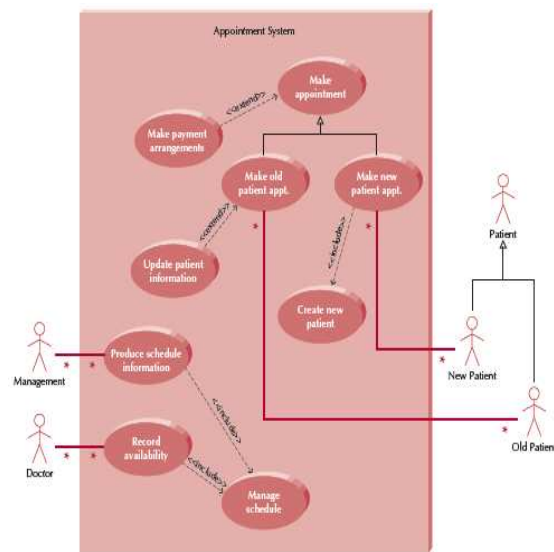 Appointment System
Make
appointment
<<extend>>
Make payment
arrangements
Make old
patient appt.
Make new
patient appt.
*
*
<<extend>>
<<include>>
Patient
Update patient
information
Create new
patient
Management
*
*
Produce schedule
information
*
New Patient
<<include>>
*
Old Patien
Doctor
*
*
Record
availability
<<include>>
Manage
schedule